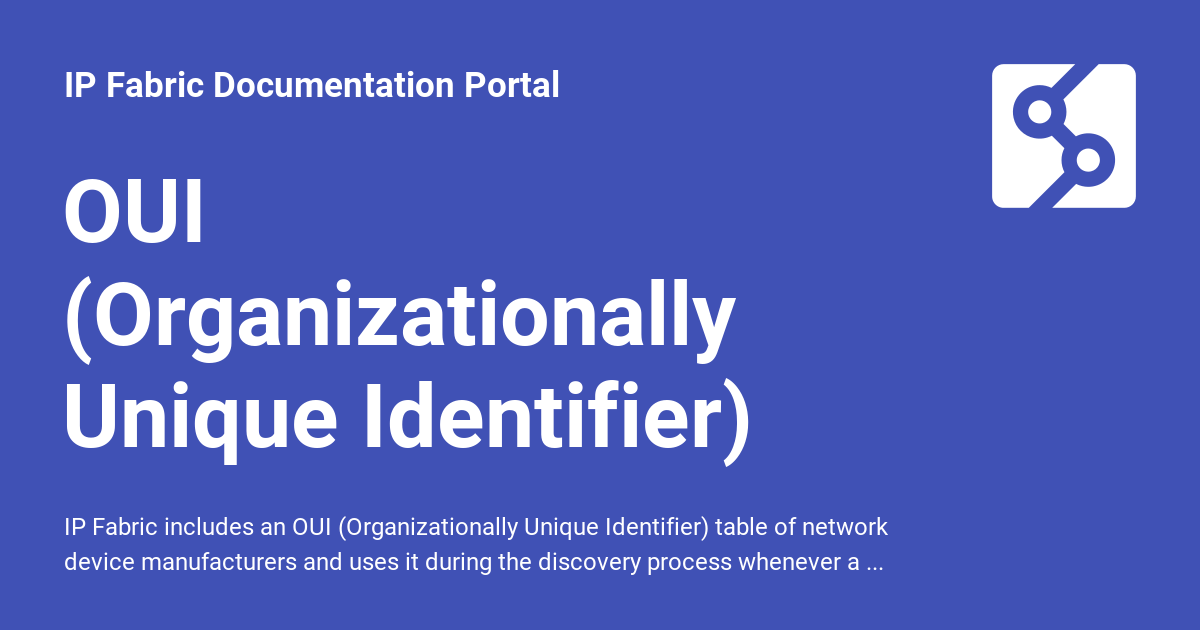 IP Fabric Documentation Portal
OUI
(Organizationally
Unique Identifier)
IP Fabric includes an OUI (Organizationally Unique Identifier) table of network
device manufacturers and uses it during the discovery process whenever a ...